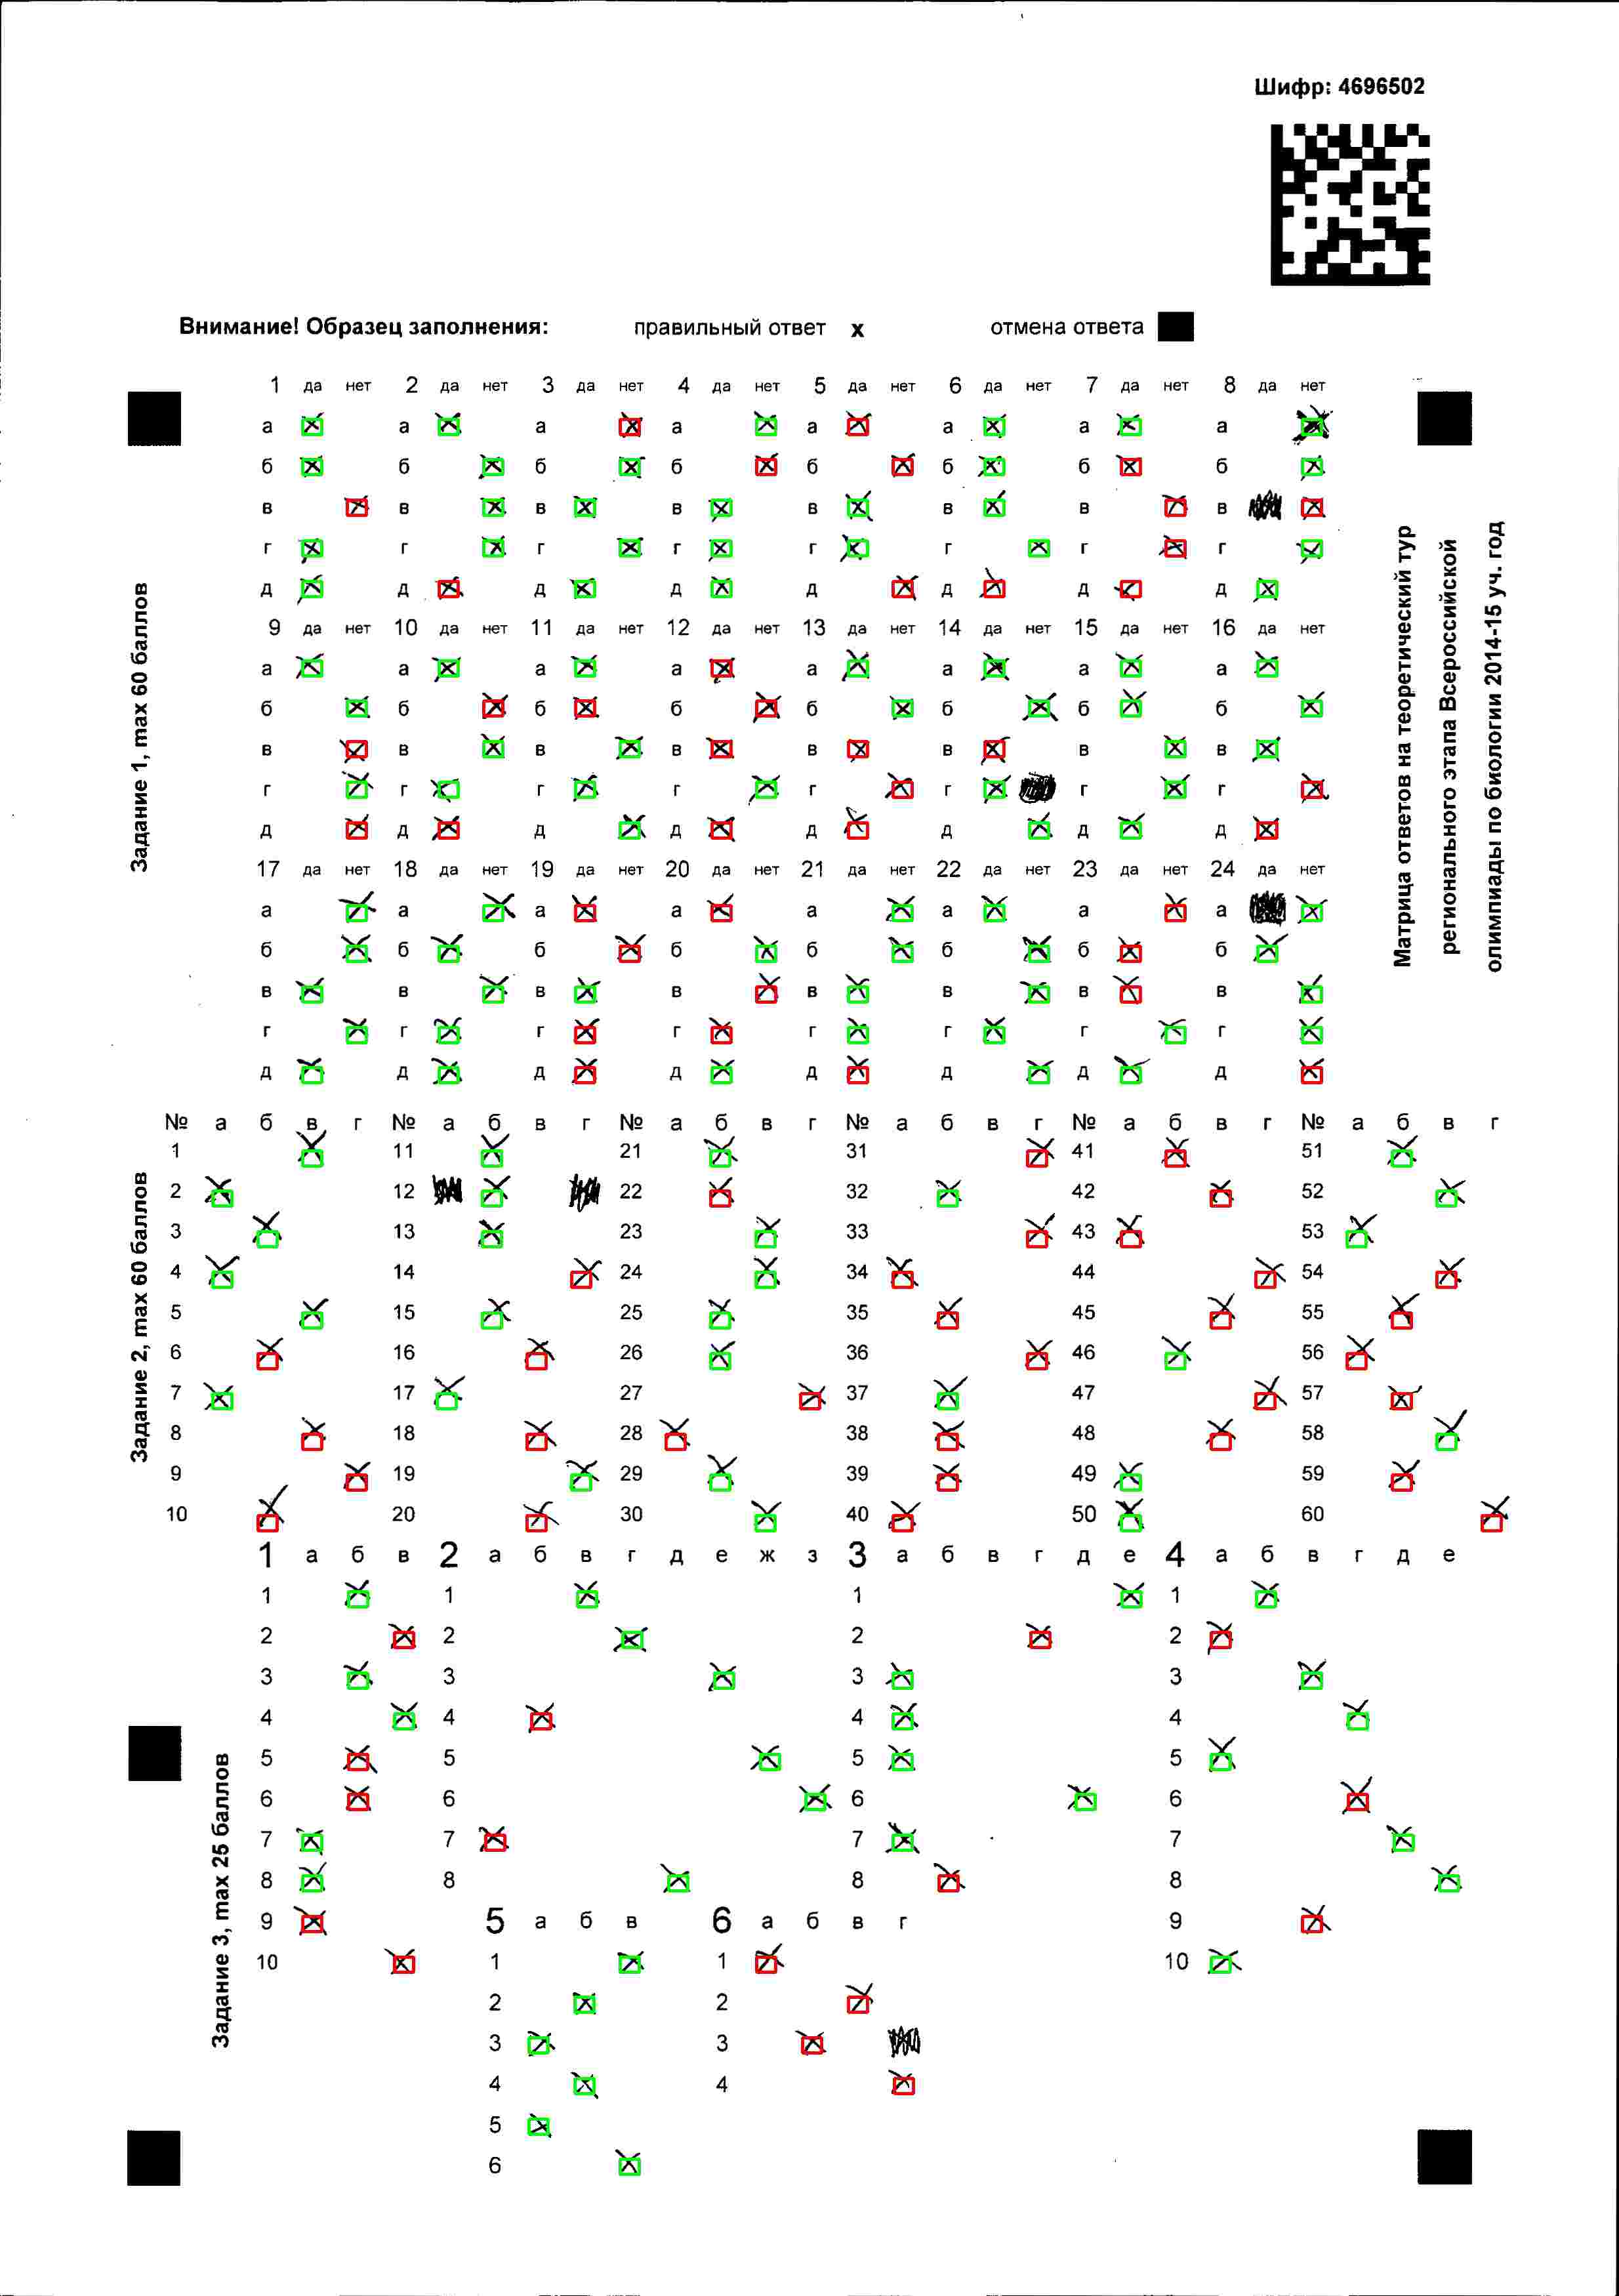 Шифр: 4696502
Внимание! Образец заполнения: правильный ответ х отмена ответа
1 да нет 2 да нет 3 да нет 4 да нет 5 да нет 6 да нет 7 да нет 8 да нет
а а а а а а а а
б б б б б б б б
в в в в в в в в
г г г г г г г г
д д д д д д д д
9 да нет 10 да нет 11 да нет 12 да нет 13 да нет 14 да нет 15 да нет 16 да нет
а а а а а а а а
б б б б б б б б
в в в в в в в в
г г г г г г г г
д д д д д д д д
17 да нет 18 да нет 19 да нет 20 да нет 21 да нет 22 да нет 23 да нет 24 да нет
а а а а а а а а
б б б б б б б б
в в в в в в в в
г г г г г г г г
д д д д д д д д
Задание 1, max 60 баллов
Матрица ответов на теоретический тур
регионального этапа Всероссийской
олимпиады по биологии 2014-15 уч. год
№ а б в г № а б в г № а б в г № а б в г № а б в г № а б в г
1 11 21 31 41 51
2 12 22 32 42 52
3 13 23 33 43 53
4 14 24 34 44 54
5 15 25 35 45 55
6 16 26 36 46 56
7 17 27 37 47 57
8 18 28 38 48 58
9 19 29 39 49 59
10 20 30 40 50 60
Задание 2, max 60 баллов
1 а б в 2 а б в г д е ж з 3 а б в г д е 4 а б в г д е
1 1 1 1
2 2 2 2
3 3 3 3
4 4 4 4
5 5 5 5
6 6 6 6
7 7 7 7
8 8 8 8
9 5 а б в 6 а б в г 9
10 1 1 10
2 2
3 3
4 4
5
6
Задание 3, max 25 баллов